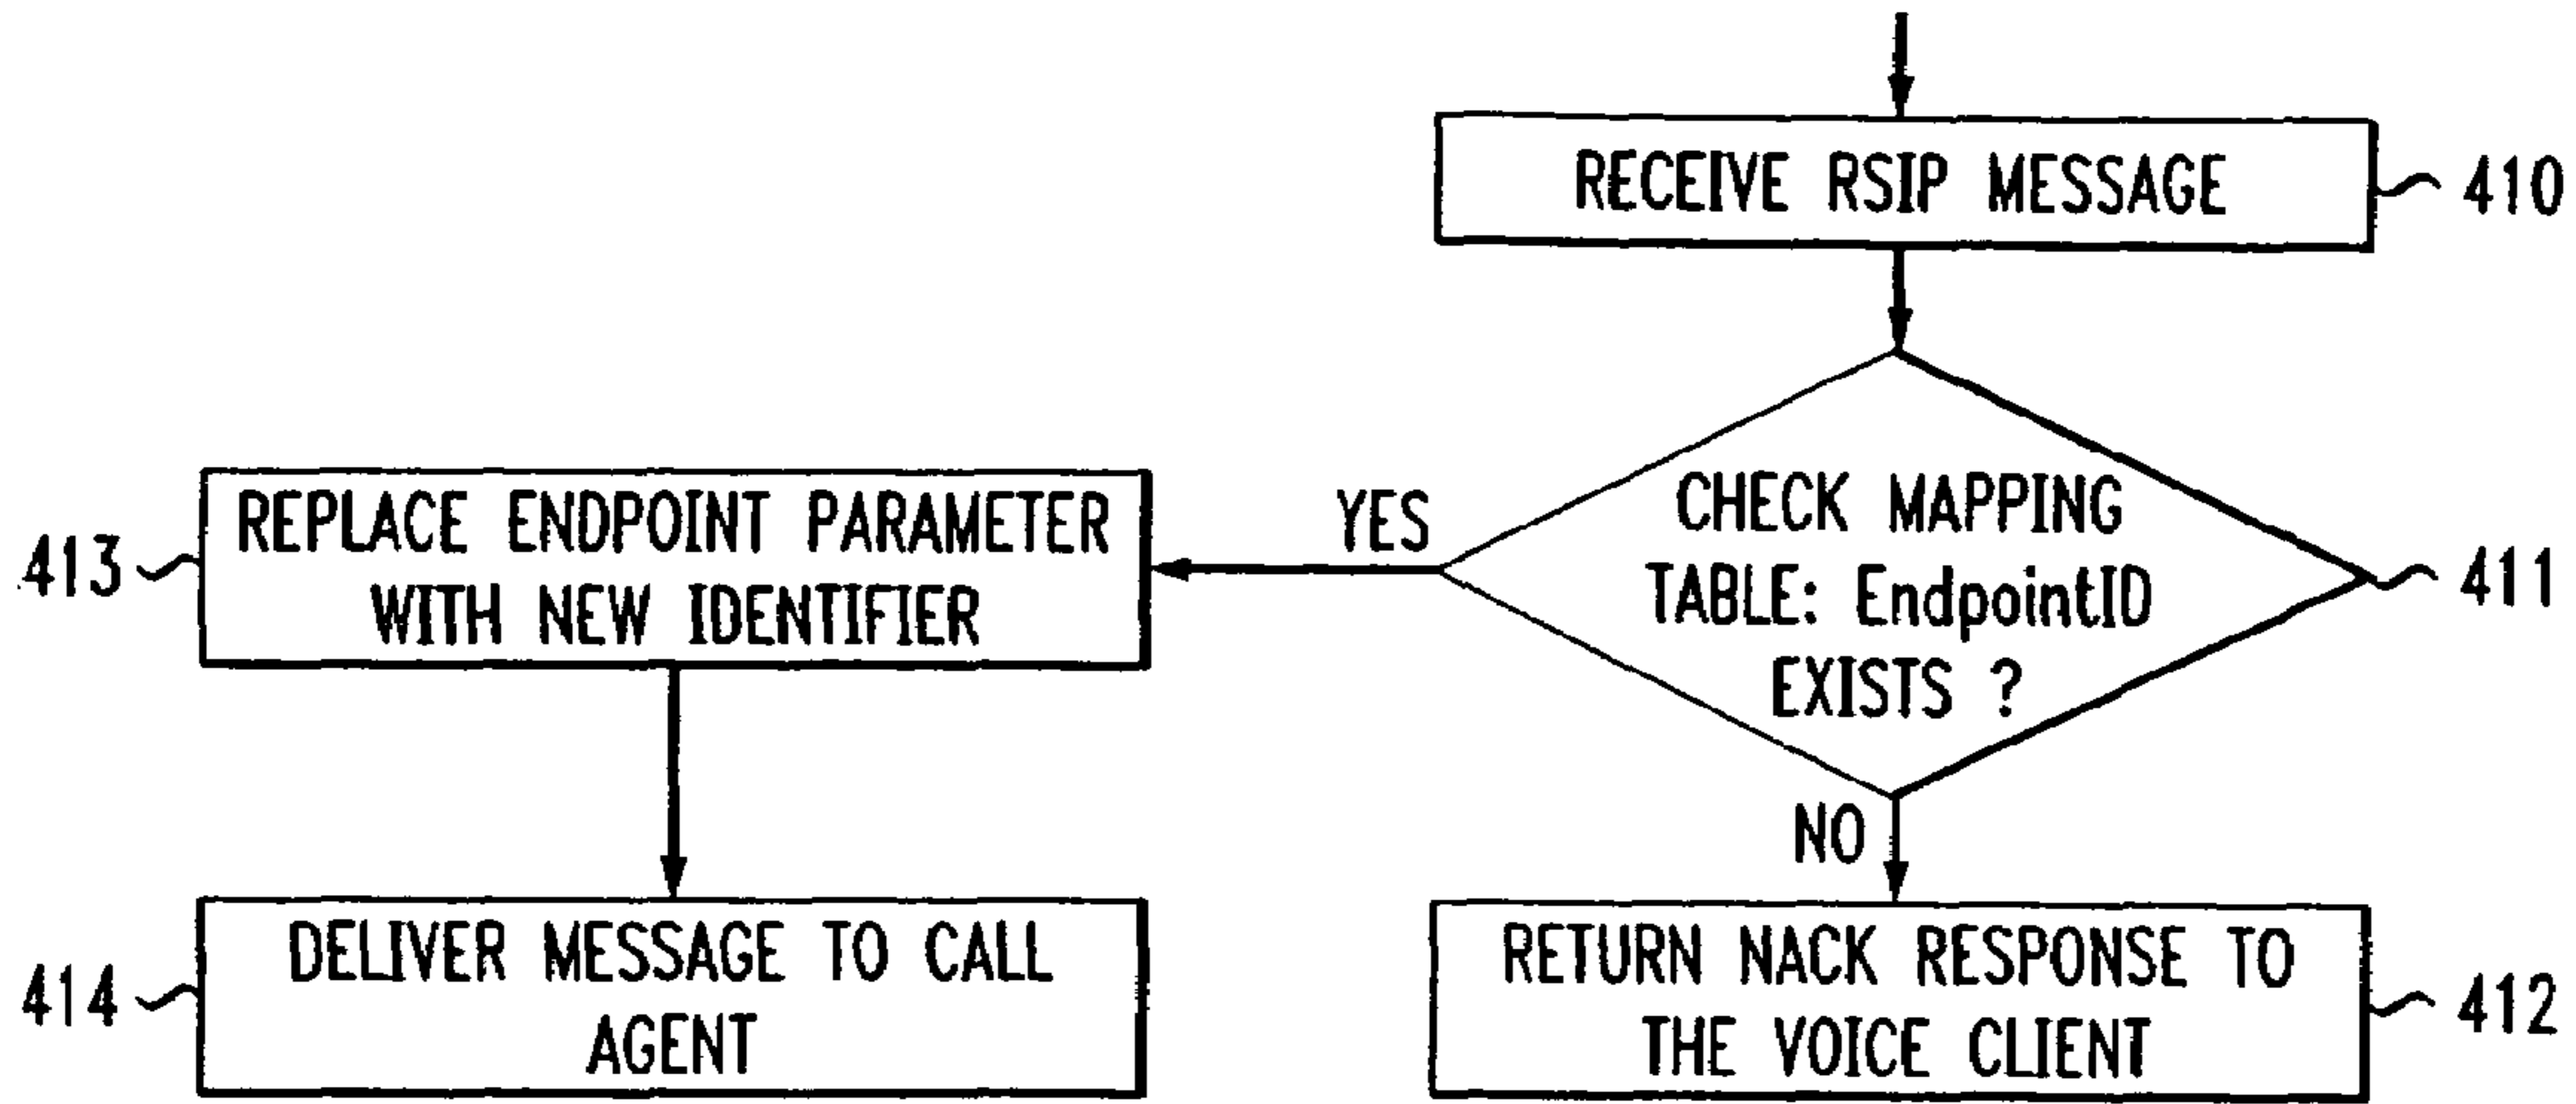 RECEIVE RSIP MESSAGE
410
CHECK MAPPING
TABLE: EndpointID
EXISTS ?
411
YES
REPLACE ENDPOINT PARAMETER
WITH NEW IDENTIFIER
413
NO
DELIVER MESSAGE TO CALL
AGENT
414
RETURN NACK RESPONSE TO
THE VOICE CLIENT
412